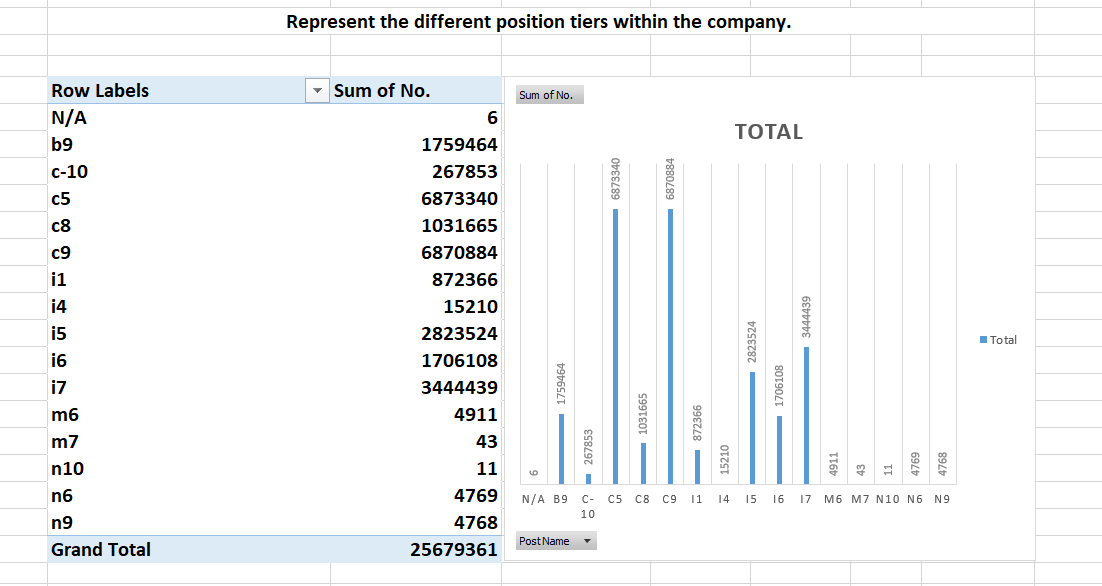 Represent the different position tiers within the company.
Row Labels Sum of No.
N/A 6
b9 1759464
c-10 267853
c5 6873340
c8 1031665
c9 6870884
i1 872366
i4 15210
i5 2823524
i6 1706108
i7 3444439
m6 4911
m7 43
n10 11
n6 4769
n9 4768
Grand Total 25679361
Sum of No.
TOTAL
6 1759464 267853 6873340 1031665 6870884 872366 15210 2823524 1706108 3444439 4911 43 11 4769 4768
N/A B9 C-10 C5 C8 C9 I1 I4 I5 I6 I7 M6 M7 N10 N6 N9
Total
PostName